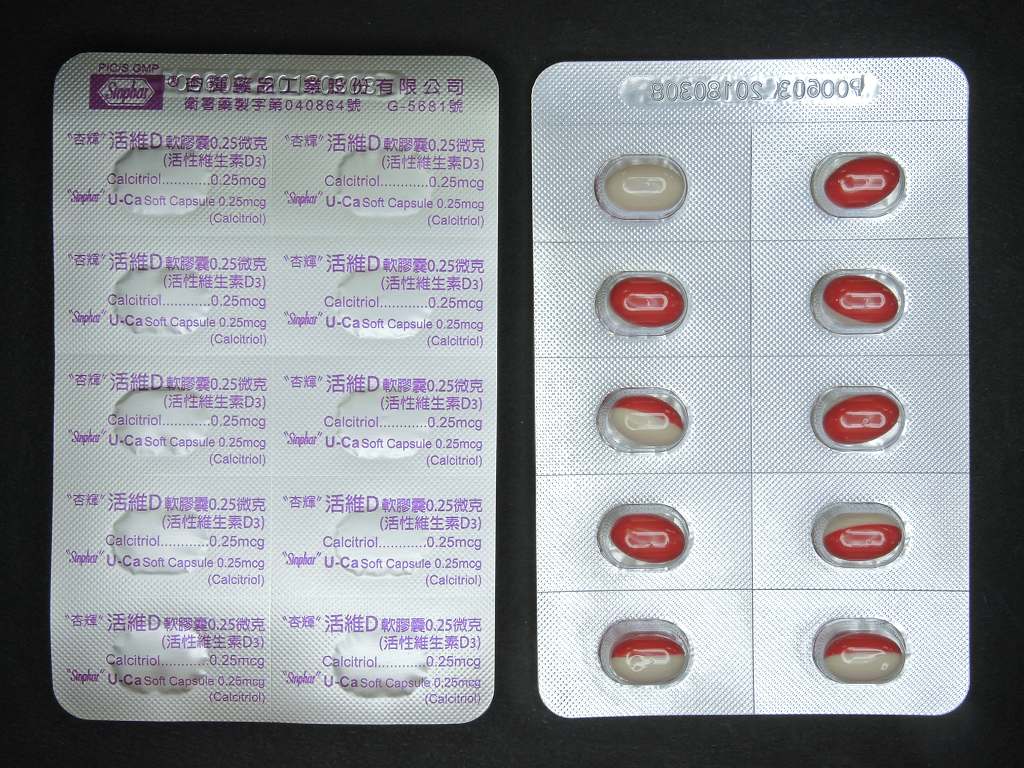 PIC/S GMP
Sinphar ® 杏輝藥品工業股份有限公司
衛署藥製字第040864號 G-5681號
"杏輝" 活維D 軟膠囊0.25微克
(活性維生素D3)
Calcitriol............0.25mcg
"Sinphar" U-Ca Soft Capsule 0.25mcg
(Calcitriol)
"杏輝" 活維D 軟膠囊0.25微克
(活性維生素D3)
Calcitriol............0.25mcg
"Sinphar" U-Ca Soft Capsule 0.25mcg
(Calcitriol)
"杏輝" 活維D 軟膠囊0.25微克
(活性維生素D3)
Calcitriol............0.25mcg
"Sinphar" U-Ca Soft Capsule 0.25mcg
(Calcitriol)
"杏輝" 活維D 軟膠囊0.25微克
(活性維生素D3)
Calcitriol............0.25mcg
"Sinphar" U-Ca Soft Capsule 0.25mcg
(Calcitriol)
"杏輝" 活維D 軟膠囊0.25微克
(活性維生素D3)
Calcitriol............0.25mcg
"Sinphar" U-Ca Soft Capsule 0.25mcg
(Calcitriol)
"杏輝" 活維D 軟膠囊0.25微克
(活性維生素D3)
Calcitriol............0.25mcg
"Sinphar" U-Ca Soft Capsule 0.25mcg
(Calcitriol)
"杏輝" 活維D 軟膠囊0.25微克
(活性維生素D3)
Calcitriol............0.25mcg
"Sinphar" U-Ca Soft Capsule 0.25mcg
(Calcitriol)
"杏輝" 活維D 軟膠囊0.25微克
(活性維生素D3)
Calcitriol............0.25mcg
"Sinphar" U-Ca Soft Capsule 0.25mcg
(Calcitriol)
"杏輝" 活維D 軟膠囊0.25微克
(活性維生素D3)
Calcitriol............0.25mcg
"Sinphar" U-Ca Soft Capsule 0.25mcg
(Calcitriol)
"杏輝" 活維D 軟膠囊0.25微克
(活性維生素D3)
Calcitriol............0.25mcg
"Sinphar" U-Ca Soft Capsule 0.25mcg
(Calcitriol)
P00603 20180308